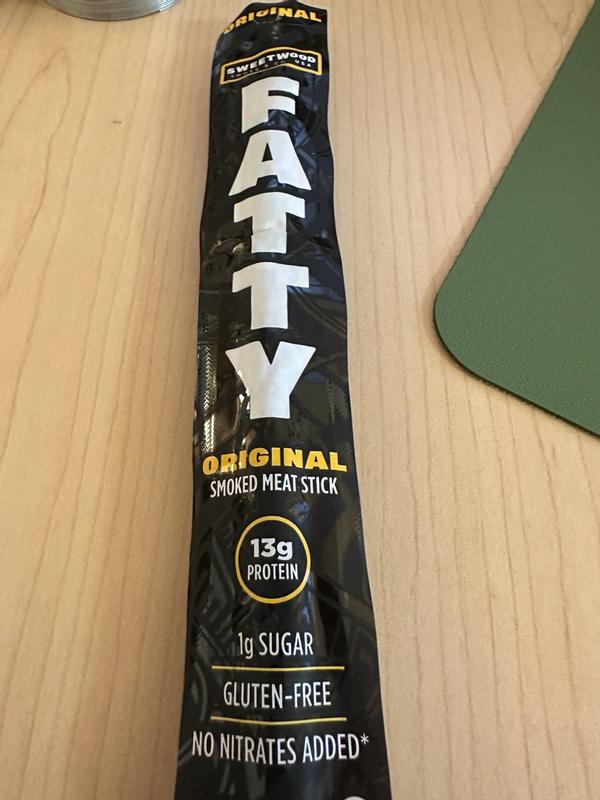 ORIGINAL
SWEETWOOD
FATTY
ORIGINAL
SMOKED MEAT STICK
13g
PROTEIN
1g SUGAR
GLUTEN-FREE
NO NITRATES ADDED*